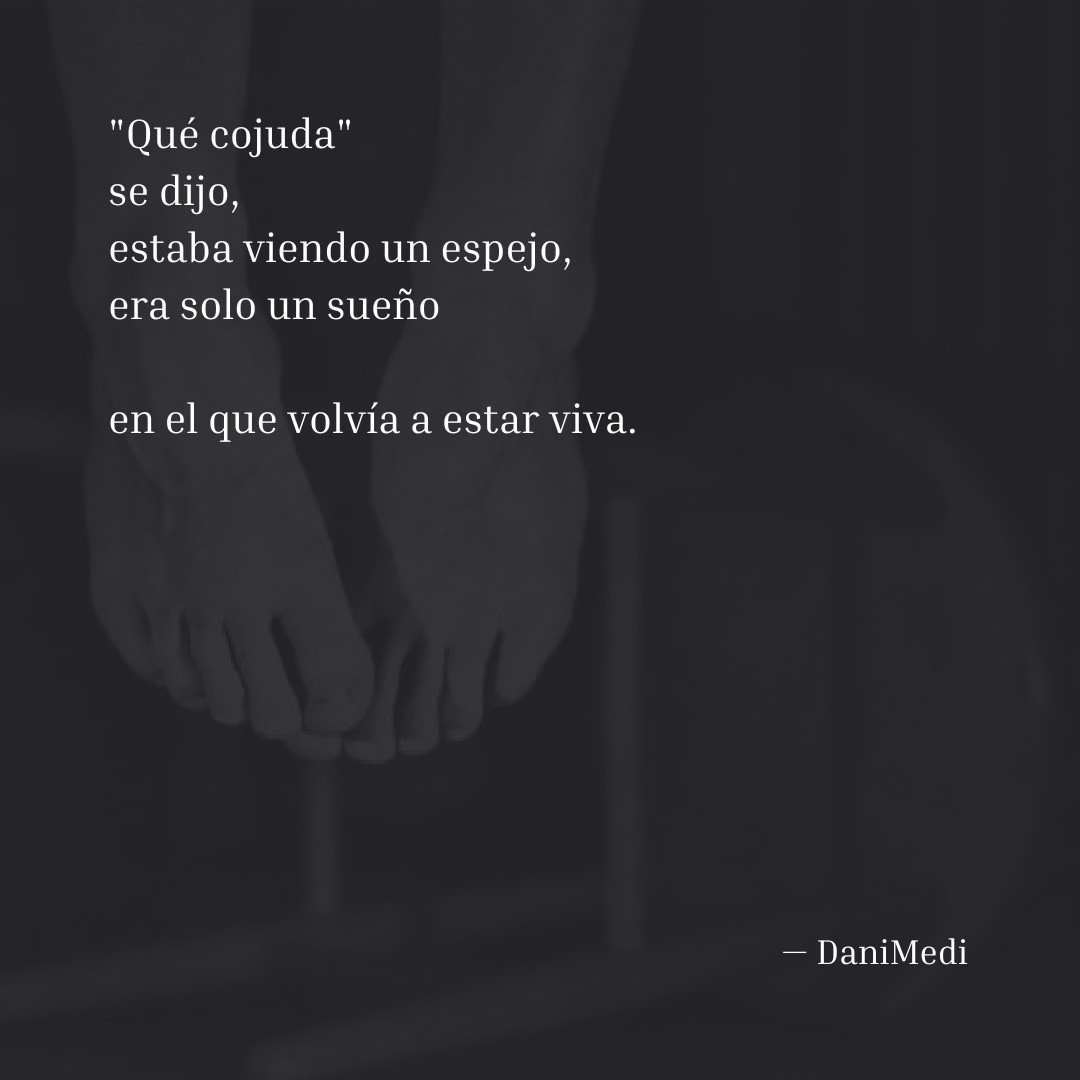 "Qué cojuda"
se dijo,
estaba viendo un espejo,
era solo un sueño
en el que volvía a estar viva.
— DaniMedi